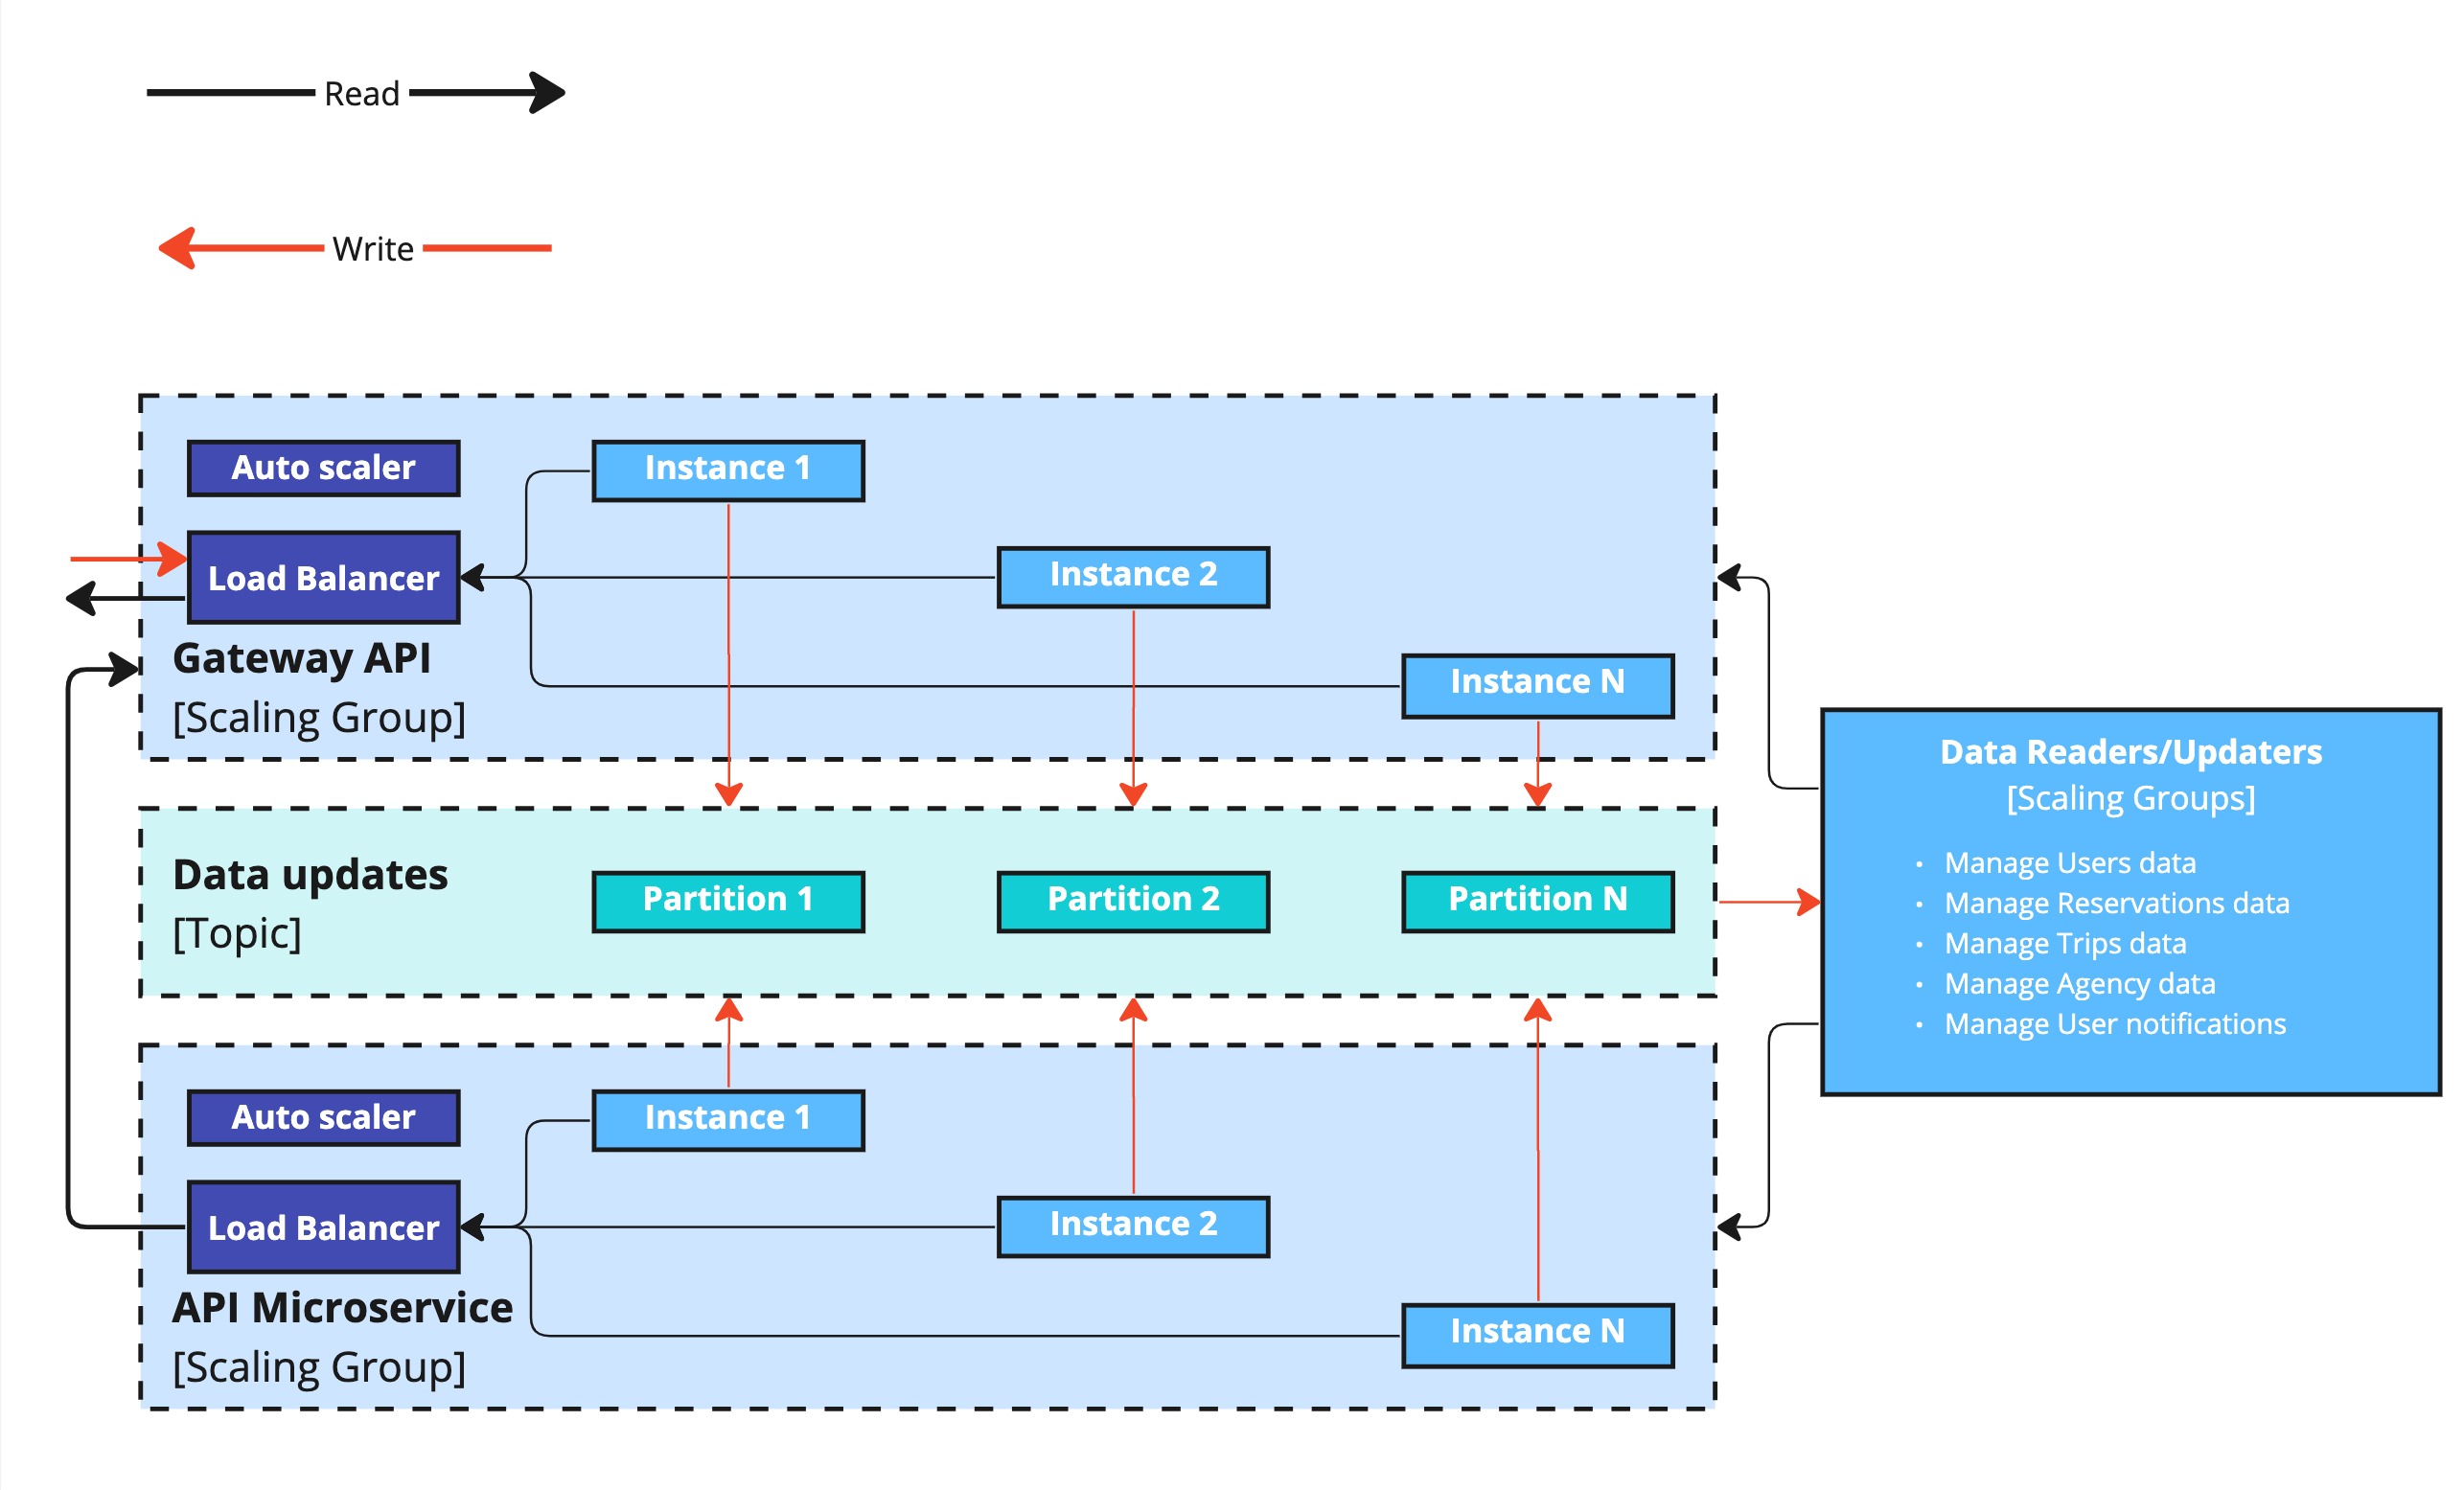 Read
Write
Auto scaler
Instance 1
Load Balancer
Instance 2
Gateway API
[Scaling Group]
Instance N
Data updates
[Topic]
Partition 1
Partition 2
Partition N
Data Readers/Updaters
[Scaling Groups]
• Manage Users data
• Manage Reservations data
• Manage Trips data
• Manage Agency data
• Manage User notifications
Auto scaler
Instance 1
Load Balancer
Instance 2
API Microservice
[Scaling Group]
Instance N